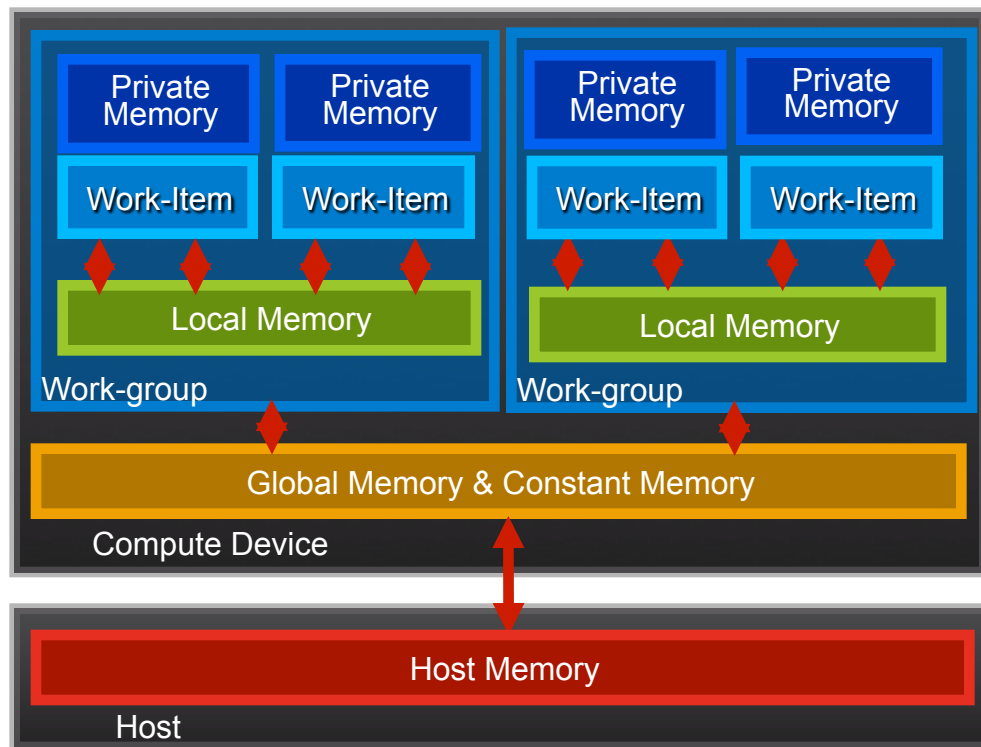 Private
Memory
Private
Memory
Private
Memory
Private
Memory
Work-Item
Work-Item
Work-Item
Work-Item
Local Memory
Local Memory
Work-group
Work-group
Global Memory & Constant Memory
Compute Device
Host Memory
Host